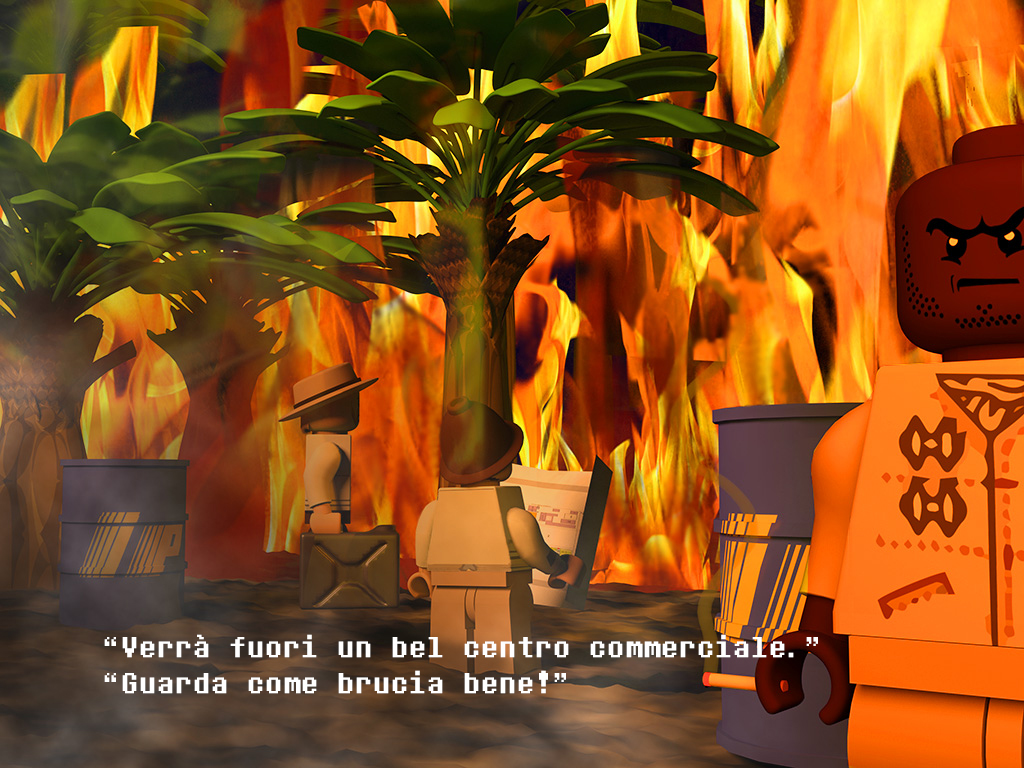 “Verrà fuori un bel centro commerciale.”
“Guarda come brucia bene!”